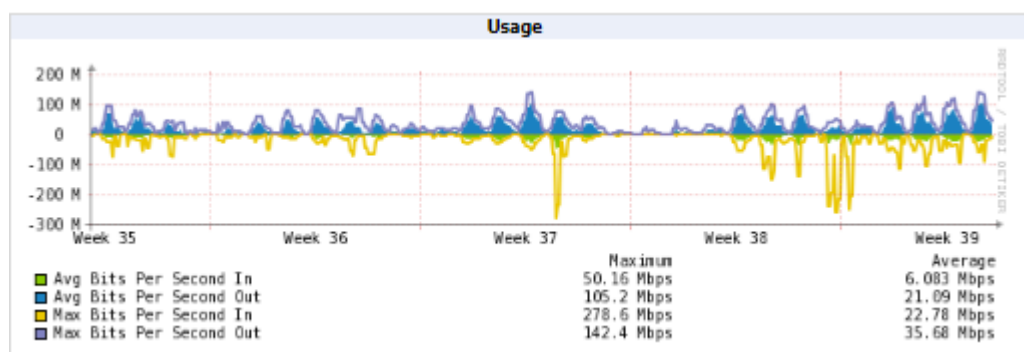 Usage
200 M
100 M
0
-100 M
-200 M
-300 M
Week 35 Week 36 Week 37 Week 38 Week 39
RRDTOOL / TOBI OETIKER
Maximum Average
Avg Bits Per Second In 50.16 Mbps 6.083 Mbps
Avg Bits Per Second Out 105.2 Mbps 21.09 Mbps
Max Bits Per Second In 278.6 Mbps 22.78 Mbps
Max Bits Per Second Out 142.4 Mbps 35.68 Mbps